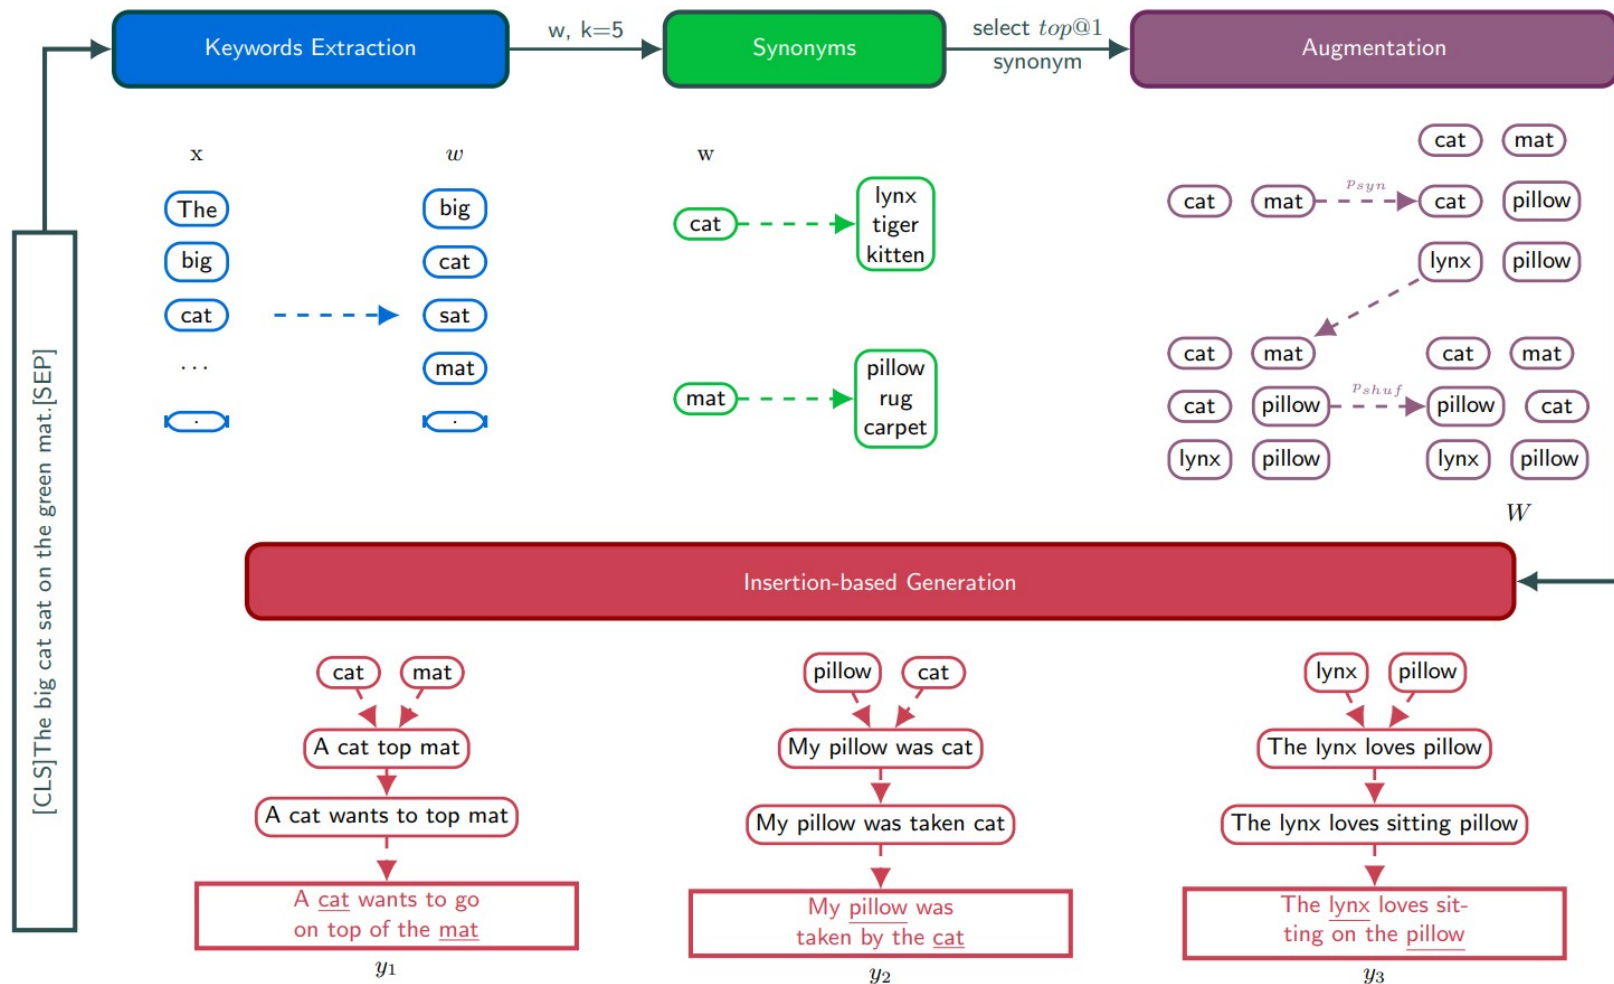 Keywords Extraction
w, k=5
Synonyms
select top@1
synonym
Augmentation
[CLS]The big cat sat on the green mat.[SEP]
x
w
The
big
cat
...
.
big
cat
sat
mat
.
w
cat
lynx
tiger
kitten
mat
pillow
rug
carpet
cat mat
cat mat p_syn cat pillow
lynx pillow
cat mat cat mat
cat pillow p_shuf pillow cat
lynx pillow lynx pillow
W
Insertion-based Generation
cat mat
A cat top mat
A cat wants to top mat
A cat wants to go
on top of the mat
y1
pillow cat
My pillow was cat
My pillow was taken cat
My pillow was
taken by the cat
y2
lynx pillow
The lynx loves pillow
The lynx loves sitting pillow
The lynx loves sit-
ting on the pillow
y3